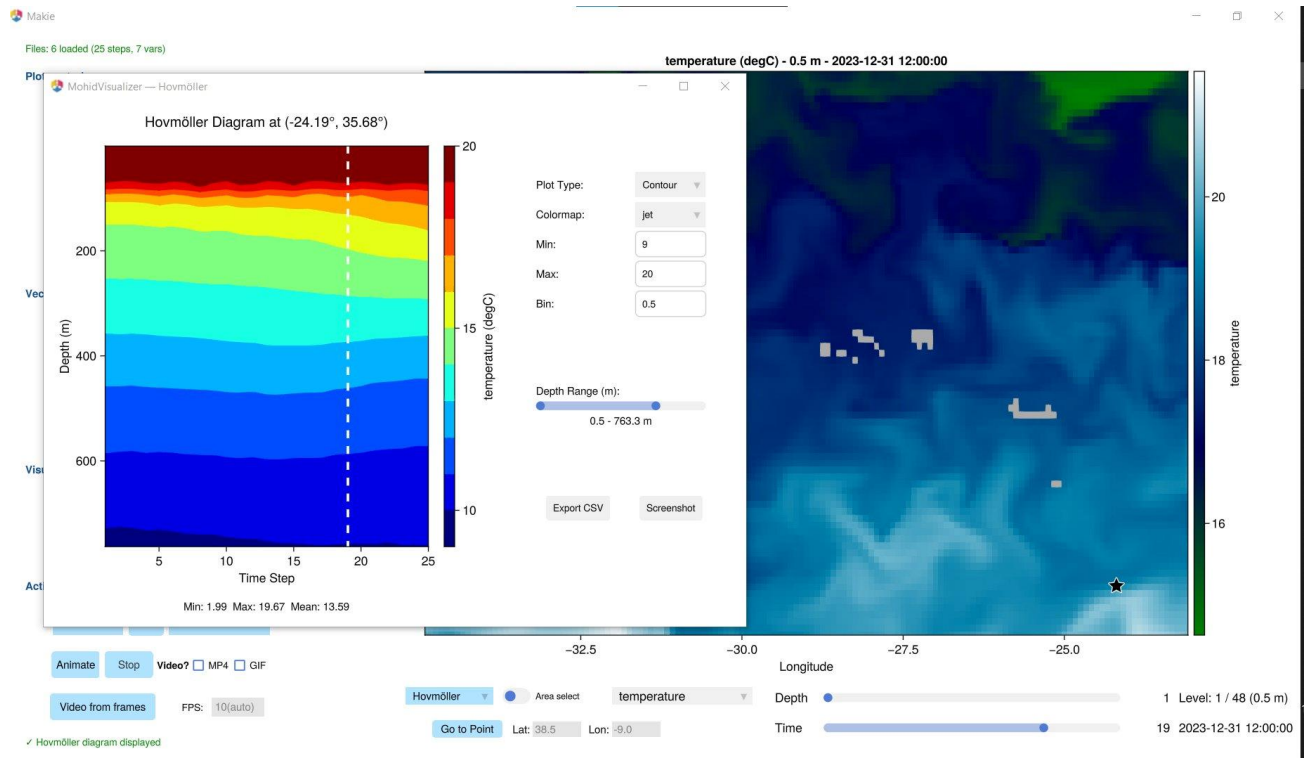 Makie
Files: 6 loaded (25 steps, 7 vars)
temperature (degC) - 0.5 m - 2023-12-31 12:00:00
MohidVisualizer — Hovmöller
Hovmöller Diagram at (-24.19°, 35.68°)
Depth (m)
200
400
600
5 10 15 20 25
Time Step
20
15
10
temperature (degC)
Min: 1.99 Max: 19.67 Mean: 13.59
Plot Type: Contour
Colormap: jet
Min: 9
Max: 20
Bin: 0.5
Depth Range (m):
0.5 - 763.3 m
Export CSV Screenshot
20
18
16
temperature
−32.5 −30.0 −27.5 −25.0
Longitude
Animate Stop Video? MP4 GIF
Video from frames FPS: 10(auto)
✓ Hovmöller diagram displayed
Hovmöller Area select temperature
Go to Point Lat: 38.5 Lon: -9.0
Depth 1 Level: 1 / 48 (0.5 m)
Time 19 2023-12-31 12:00:00